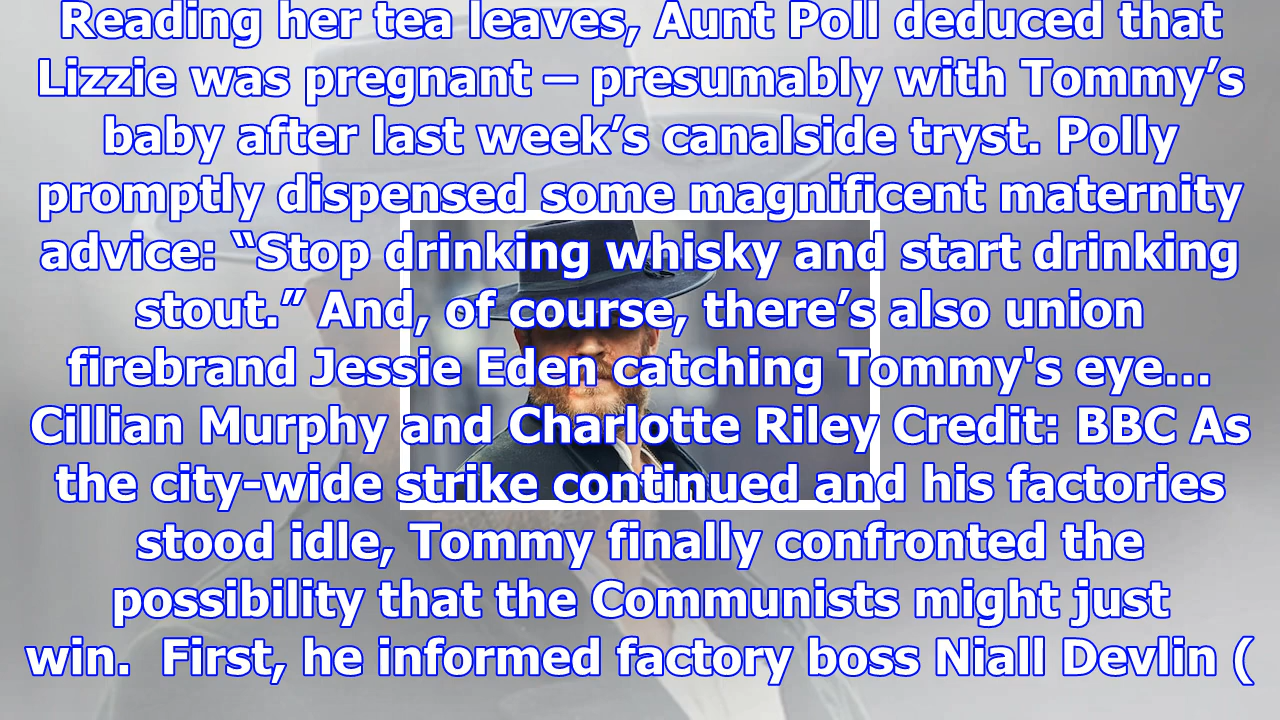 Reading her tea leaves, Aunt Poll deduced that
Lizzie was pregnant – presumably with Tommy’s
baby after last week’s canalside tryst. Polly
promptly dispensed some magnificent maternity
advice: “Stop drinking whisky and start drinking
stout.” And, of course, there’s also union
firebrand Jessie Eden catching Tommy's eye…
Cillian Murphy and Charlotte Riley Credit: BBC As
the city-wide strike continued and his factories
stood idle, Tommy finally confronted the
possibility that the Communists might just
win.  First, he informed factory boss Niall Devlin (